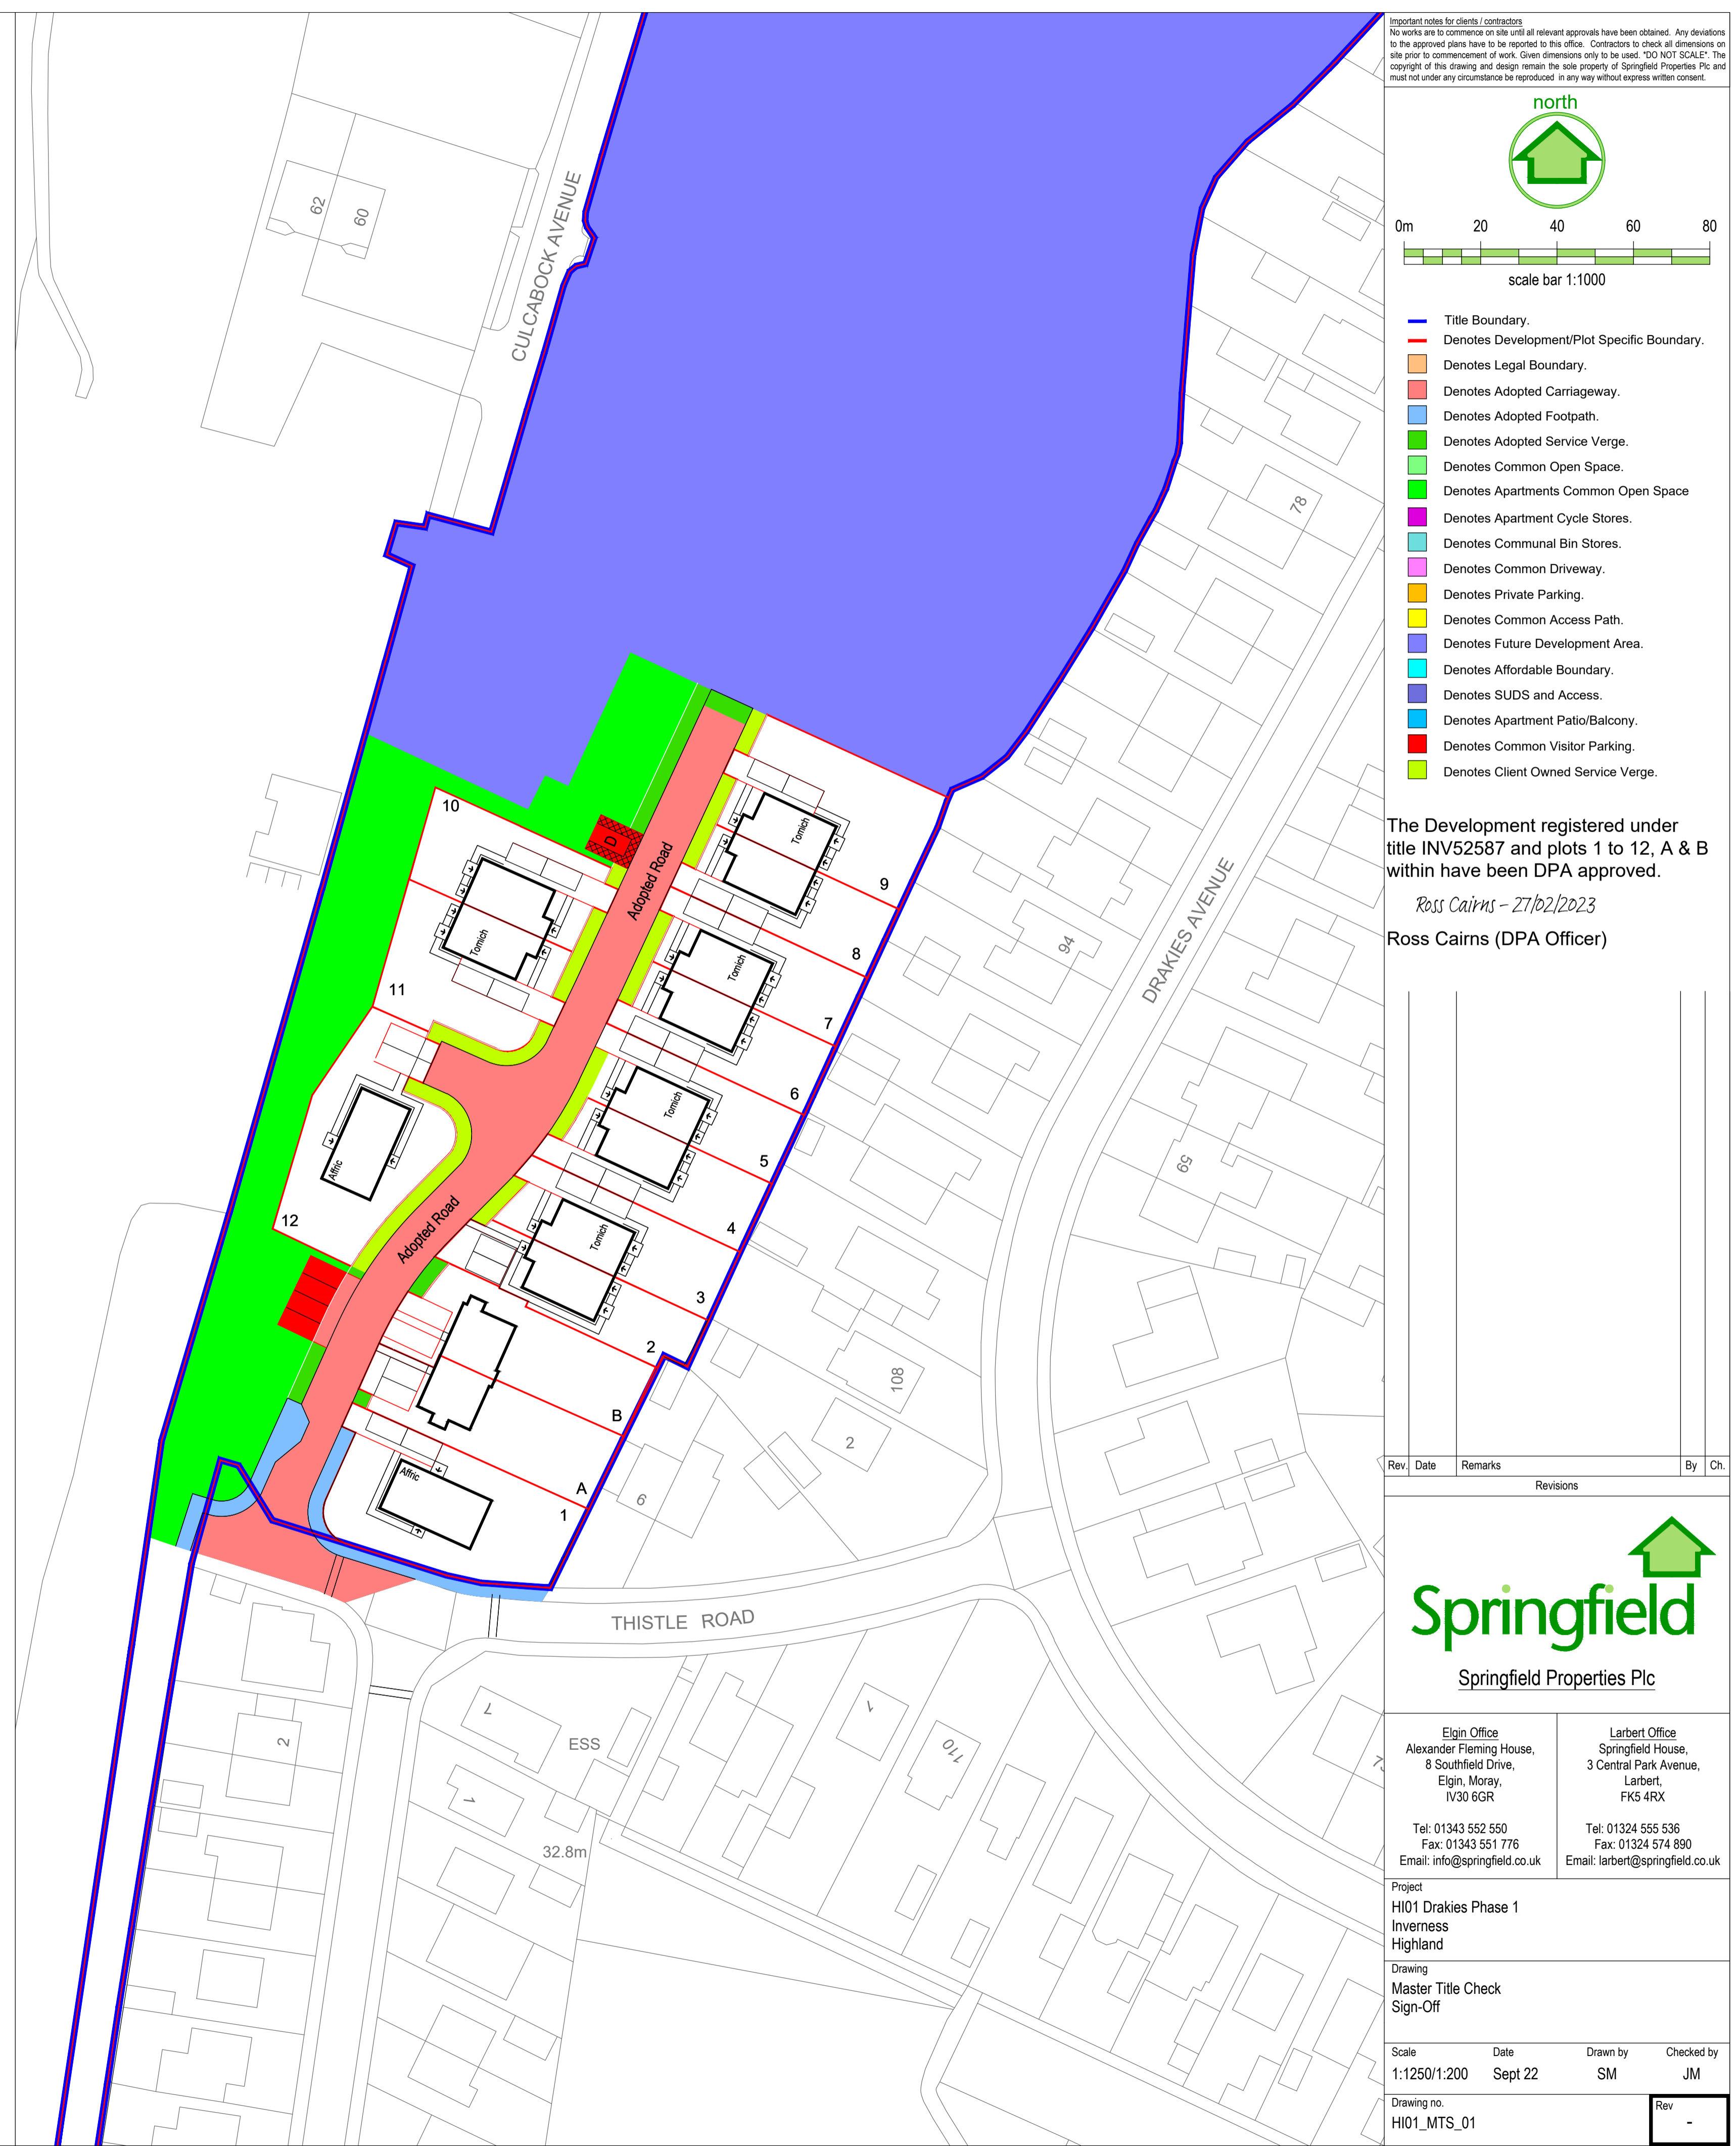 Important notes for clients / contractors
No works are to commence on site until all relevant approvals have been obtained. Any deviations
to the approved plans have to be reported to this office. Contractors to check all dimensions on
site prior to commencement of work. Given dimensions only to be used. "DO NOT SCALE". The
copyright of this drawing and design remain the sole property of Springfield Properties Plc and
must not under any circumstance be reproduced in any way without express written consent.
north
0m 20 40 60 80
scale bar 1:1000
Title Boundary.
Denotes Development/Plot Specific Boundary.
Denotes Legal Boundary.
Denotes Adopted Carriageway.
Denotes Adopted Footpath.
Denotes Adopted Service Verge.
Denotes Common Open Space.
Denotes Apartments Common Open Space
Denotes Apartment Cycle Stores.
Denotes Communal Bin Stores.
Denotes Common Driveway.
Denotes Private Parking.
Denotes Common Access Path.
Denotes Future Development Area.
Denotes Affordable Boundary.
Denotes SUDS and Access.
Denotes Apartment Patio/Balcony.
Denotes Common Visitor Parking.
Denotes Client Owned Service Verge.
The Development registered under
title INV52587 and plots 1 to 12, A & B
within have been DPA approved.
Ross Cairns - 27/02/2023
Ross Cairns (DPA Officer)
Rev. Date Remarks By Ch.
Revisions
Springfield
Springfield Properties Plc
Elgin Office
Alexander Fleming House,
8 Southfield Drive,
Elgin, Moray,
IV30 6GR
Tel: 01343 552 550
Fax: 01343 551 776
Email: info@springfield.co.uk
Larbert Office
Springfield House,
3 Central Park Avenue,
Larbert,
FK5 4RX
Tel: 01324 555 536
Fax: 01324 574 890
Email: larbert@springfield.co.uk
Project
HI01 Drakies Phase 1
Inverness
Highland
Drawing
Master Title Check
Sign-Off
Scale Date Drawn by Checked by
1:1250/1:200 Sept 22 SM JM
Drawing no.
HI01_MTS_01
Rev
-
62
60
CULCABOCK AVENUE
78
94
DRAKIES AVENUE
59
108
2
6
10
D
Adopted Road
Tomich
9
Tomich
11
8
Tomich
7
6
Tomich
5
Affric
12
Adopted Road
4
Tomich
3
2
B
Affric
A
1
THISTLE ROAD
2
7
ESS
1
1
110
32.8m